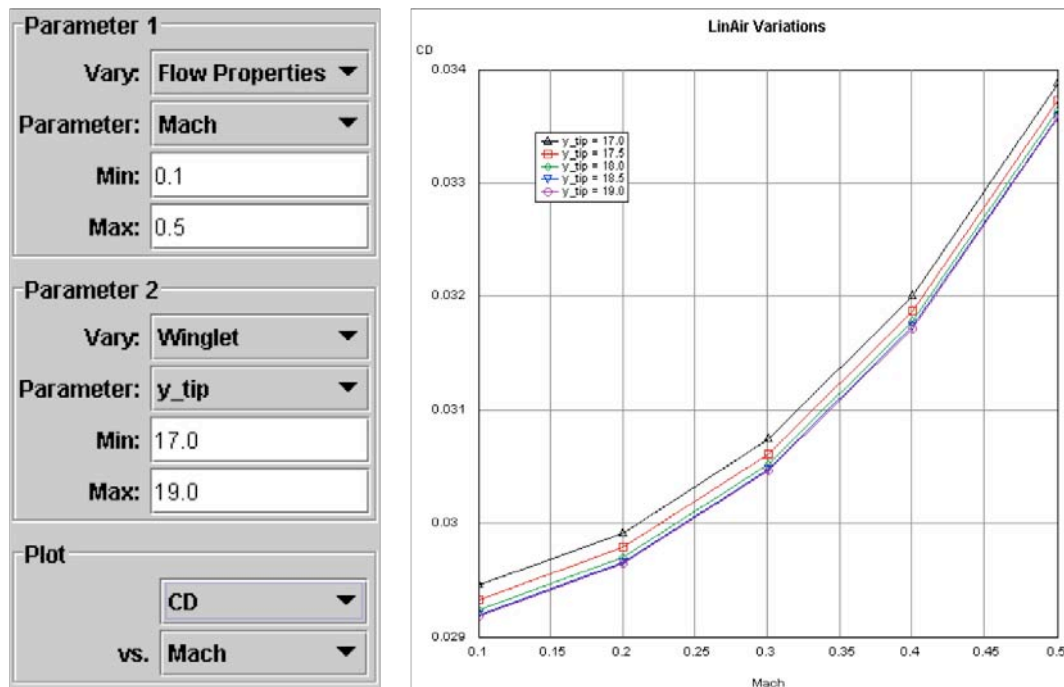 Parameter 1
Vary: Flow Properties
Parameter: Mach
Min: 0.1
Max: 0.5
Parameter 2
Vary: Winglet
Parameter: y_tip
Min: 17.0
Max: 19.0
Plot
CD
vs. Mach
LinAir Variations
CD
0.034
0.033
0.032
0.031
0.03
0.029
y_tip = 17.0
y_tip = 17.5
y_tip = 18.0
y_tip = 18.5
y_tip = 19.0
0.1 0.15 0.2 0.25 0.3 0.35 0.4 0.45 0.5
Mach